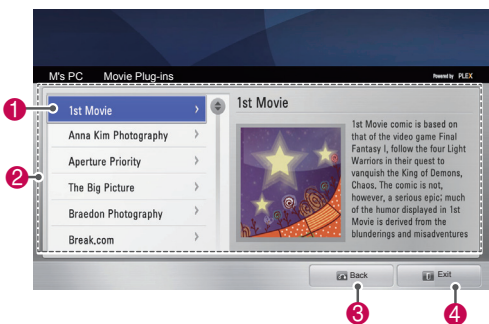 M's PC Movie Plug-ins Powered by PLEX
1st Movie
Anna Kim Photography
Aperture Priority
The Big Picture
Braedon Photography
Break.com
1st Movie
1st Movie comic is based on
that of the video game Final
Fantasy I, follow the four Light
Warriors in their quest to
vanquish the King of Demons,
Chaos, The comic is not,
however, a serious epic; much
of the humor displayed in 1st
Movie is derived from the
blunderings and misadventures
Back
Exit
1
2
3
4